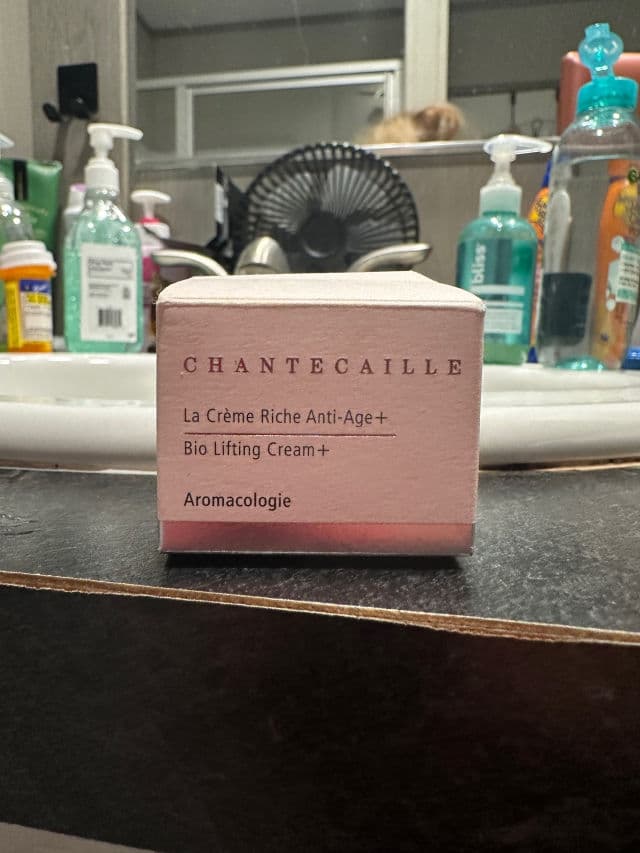 CHANTECAILLE
La Crème Riche Anti-Age+
Bio Lifting Cream+
Aromacologie
bliss